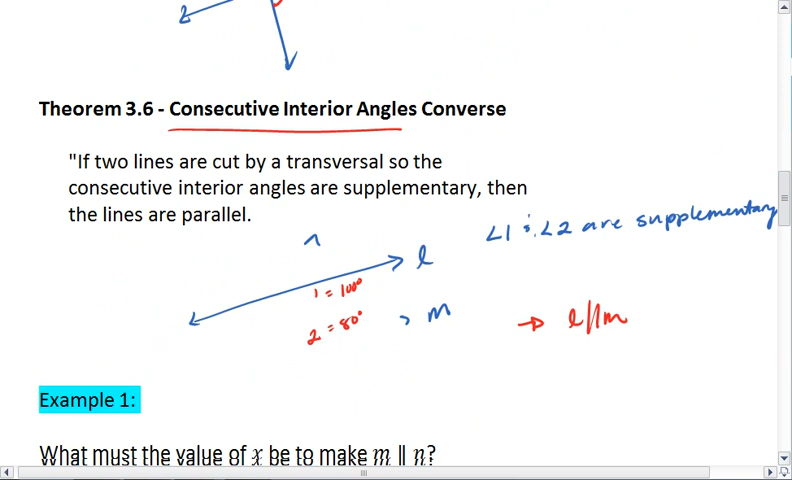 2
Theorem 3.6 - Consecutive Interior Angles Converse
"If two lines are cut by a transversal so the
consecutive interior angles are supplementary, then
the lines are parallel.
∠1 & ∠2 are supplementary
l
1 = 100°
2 = 80°
m
→ l∥m
Example 1:
What must the value of x be to make m ∥ n?